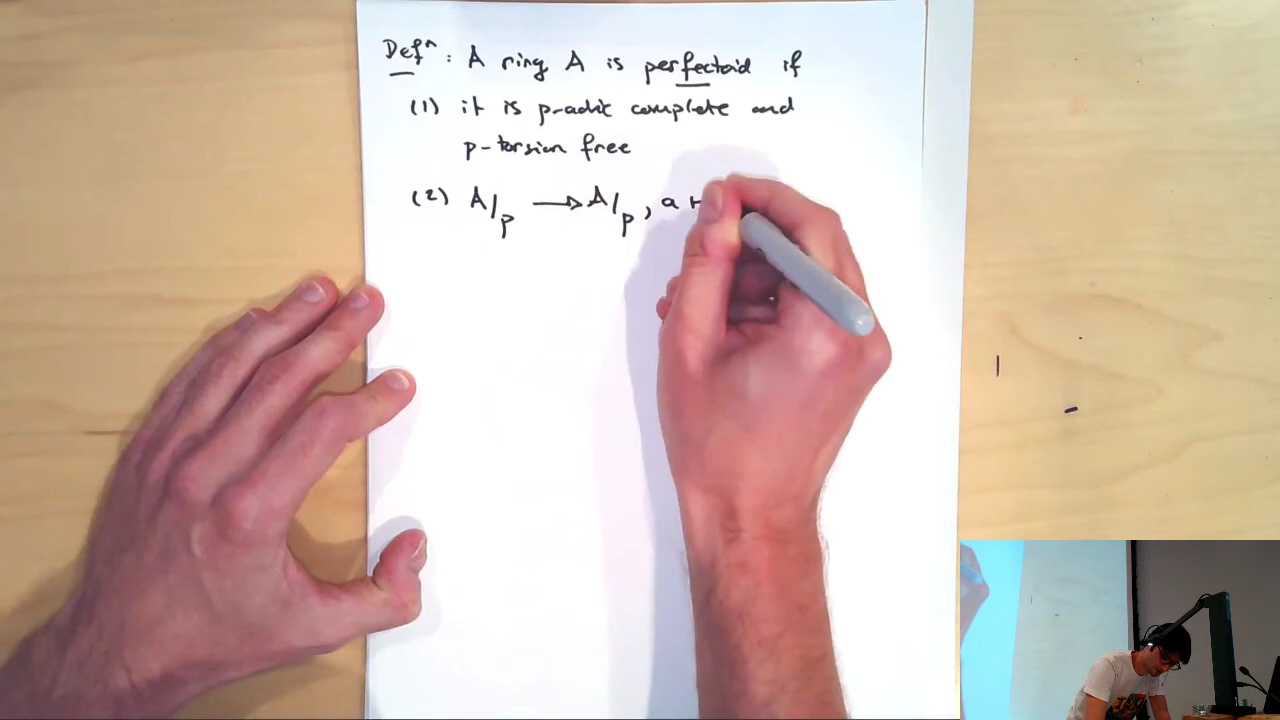 Defⁿ: A ring A is perfectoid if
(1) it is p-adic complete and
p-torsion free
(2) A/p → A/p, a ↦